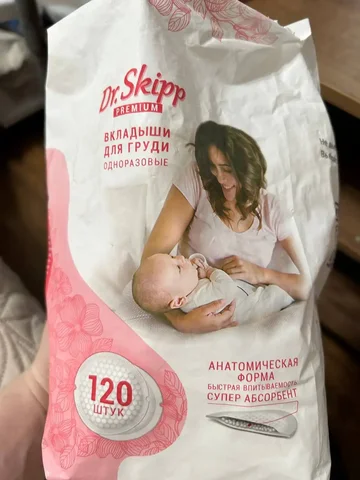 Dr. Skipp
PREMIUM
ВКЛАДЫШИ
ДЛЯ ГРУДИ
ОДНОРАЗОВЫЕ
120
ШТУК
АНАТОМИЧЕСКАЯ
ФОРМА
БЫСТРАЯ ВПИТЫВАЕМОСТЬ
СУПЕР АБСОРБЕНТ